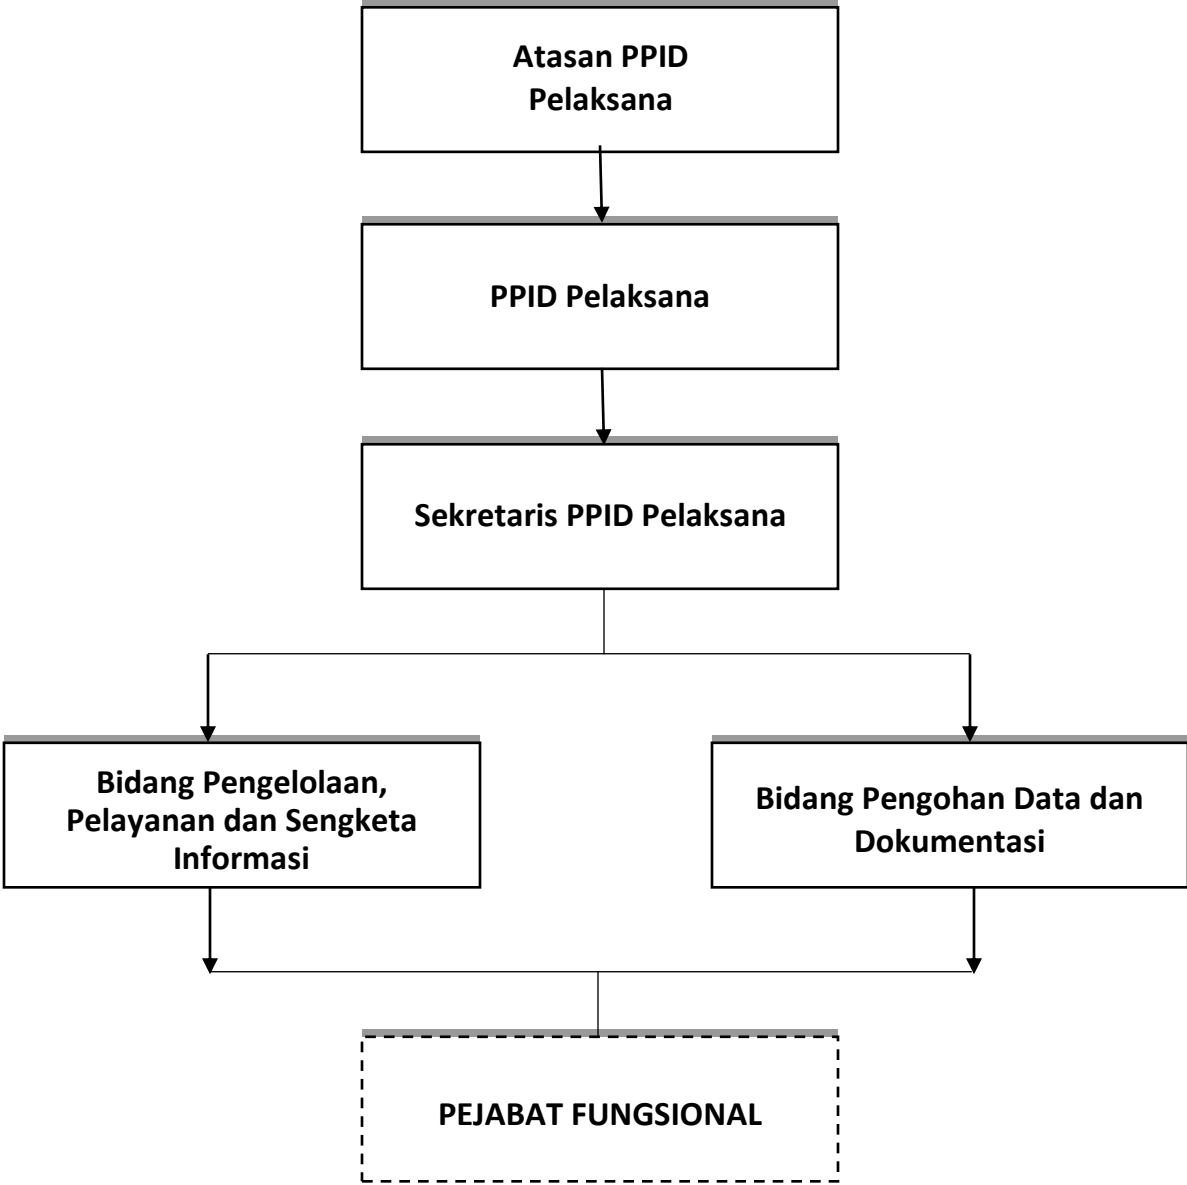 Atasan PPID
Pelaksana
PPID Pelaksana
Sekretaris PPID Pelaksana
Bidang Pengelolaan,
Pelayanan dan Sengketa
Informasi
Bidang Pengohan Data dan
Dokumentasi
PEJABAT FUNGSIONAL